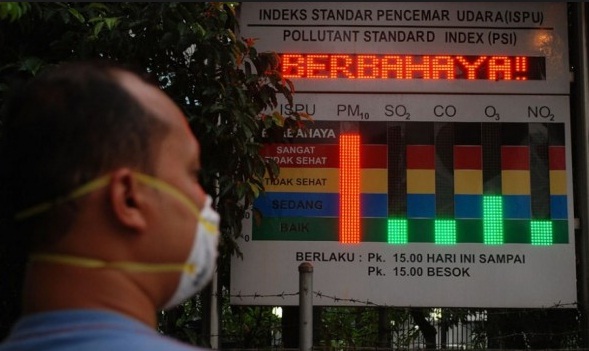 INDEKS STANDAR PENCEMAR UDARA (ISPU)
POLLUTANT STANDARD INDEX (PSI)
BERBAHAYA!!
ISPU PM10 SO2 CO O3 NO2
SANGAT
TIDAK SEHAT
TIDAK SEHAT
SEDANG
BAIK
0
BERLAKU : Pk. 15.00 HARI INI SAMPAI
Pk. 15.00 BESOK